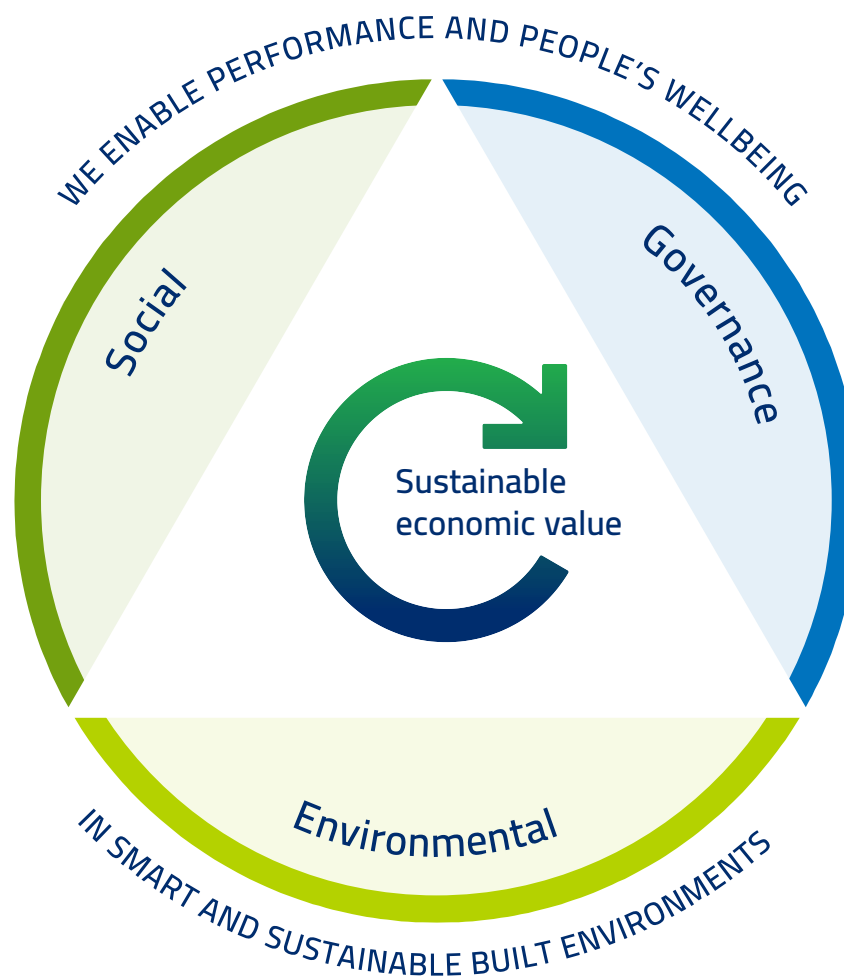 WE ENABLE PERFORMANCE AND PEOPLE’S WELLBEING
Social
Governance
Sustainable
economic value
Environmental
IN SMART AND SUSTAINABLE BUILT ENVIRONMENTS